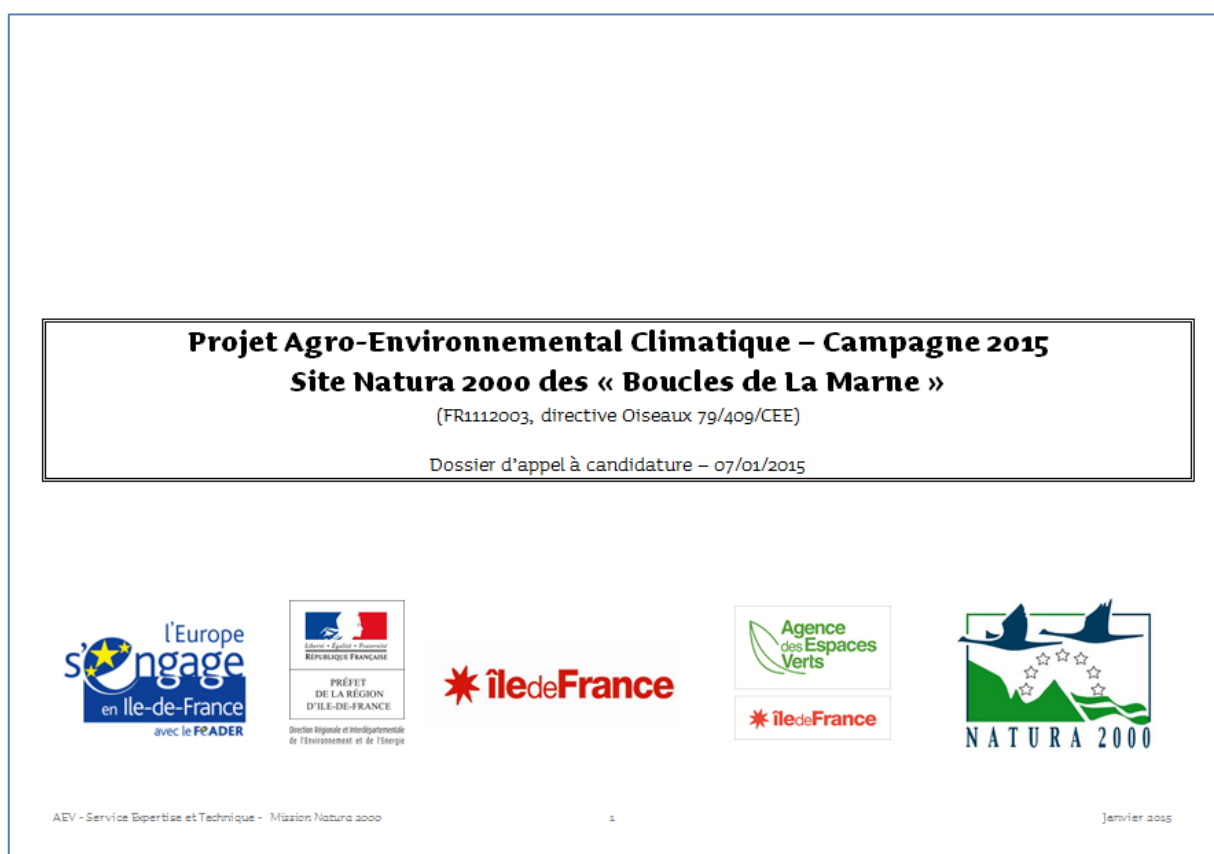 Projet Agro-Environnemental Climatique – Campagne 2015
Site Natura 2000 des « Boucles de La Marne »
(FR1112003, directive Oiseaux 79/409/CEE)
Dossier d'appel à candidature – 07/01/2015
l'Europe
s'engage
en Ile-de-France
avec le FEADER
Liberté • Égalité • Fraternité
RÉPUBLIQUE FRANÇAISE
PRÉFET
DE LA RÉGION
D'ILE-DE-FRANCE
Direction Régionale et Interdépartementale
de l'Environnement et de l'Energie
îledeFrance
Agence
des Espaces
Verts
îledeFrance
NATURA 2000
AEV - Service Expertise et Technique - Mission Natura 2000
1
Janvier 2015